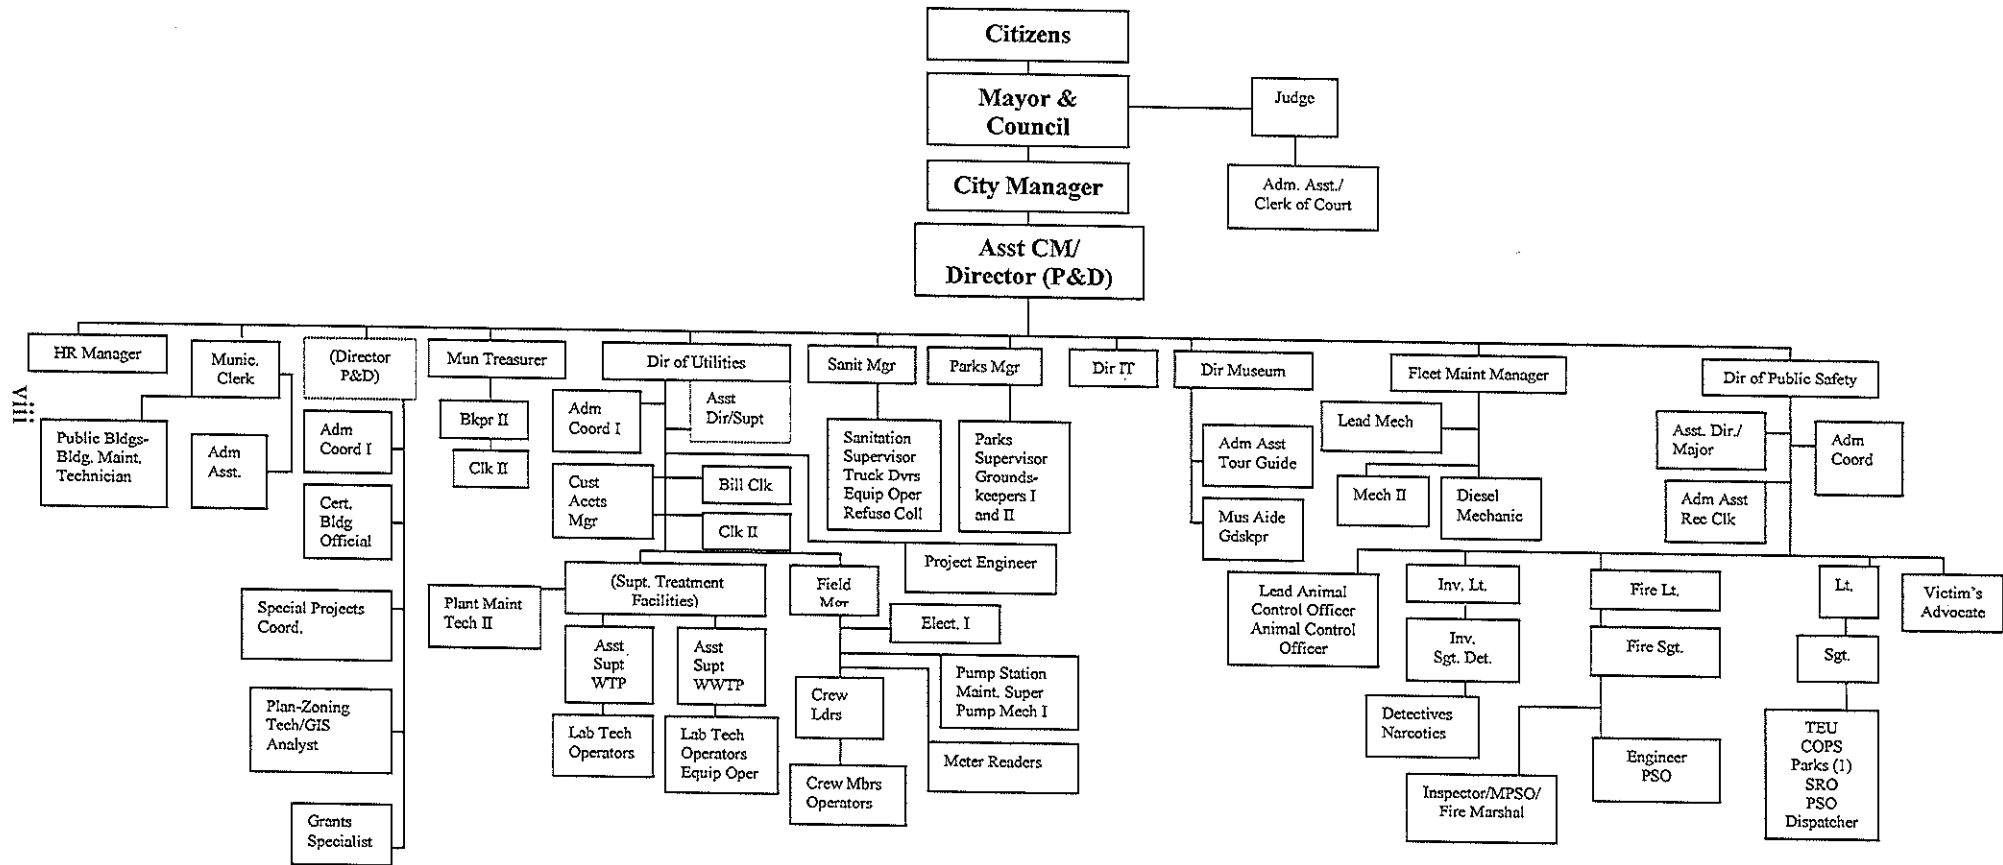 Citizens
Mayor &
Council
Judge
City Manager
Adm. Asst./
Clerk of Court
Asst CM/
Director (P&D)
HR Manager
Munic.
Clerk
(Director
P&D)
Mun Treasurer
Dir of Utilities
Sanit Mgr
Parks Mgr
Dir IT
Dir Museum
Fleet Maint Manager
Dir of Public Safety
viii
Public Bldgs-
Bldg. Maint.
Technician
Adm
Asst.
Adm
Coord I
Cert.
Bldg
Official
Special Projects
Coord.
Plan-Zoning
Tech/GIS
Analyst
Grants
Specialist
Bkpr II
Clk II
Adm
Coord I
Asst
Dir/Supt
Cust
Accts
Mgr
Bill Clk
Clk II
Project Engineer
Plant Maint
Tech II
(Supt. Treatment
Facilities)
Field
Mgr
Asst
Supt
WTP
Asst
Supt
WWTP
Lab Tech
Operators
Lab Tech
Operators
Equip Oper
Elect. I
Pump Station
Maint. Super
Pump Mech I
Crew
Ldrs
Meter Readers
Crew Mbrs
Operators
Sanitation
Supervisor
Truck Dvrs
Equip Oper
Refuse Coll
Parks
Supervisor
Grounds-
keepers I
and II
Adm Asst
Tour Guide
Mus Aide
Gdskpr
Lead Mech
Mech II
Diesel
Mechanic
Asst. Dir./
Major
Adm
Coord
Adm Asst
Rec Clk
Lead Animal
Control Officer
Animal Control
Officer
Inv. Lt.
Inv.
Sgt. Det.
Detectives
Narcotics
Fire Lt.
Fire Sgt.
Inspector/MPSO/
Fire Marshal
Engineer
PSO
Lt.
Sgt.
TEU
COPS
Parks (1)
SRO
PSO
Dispatcher
Victim's
Advocate